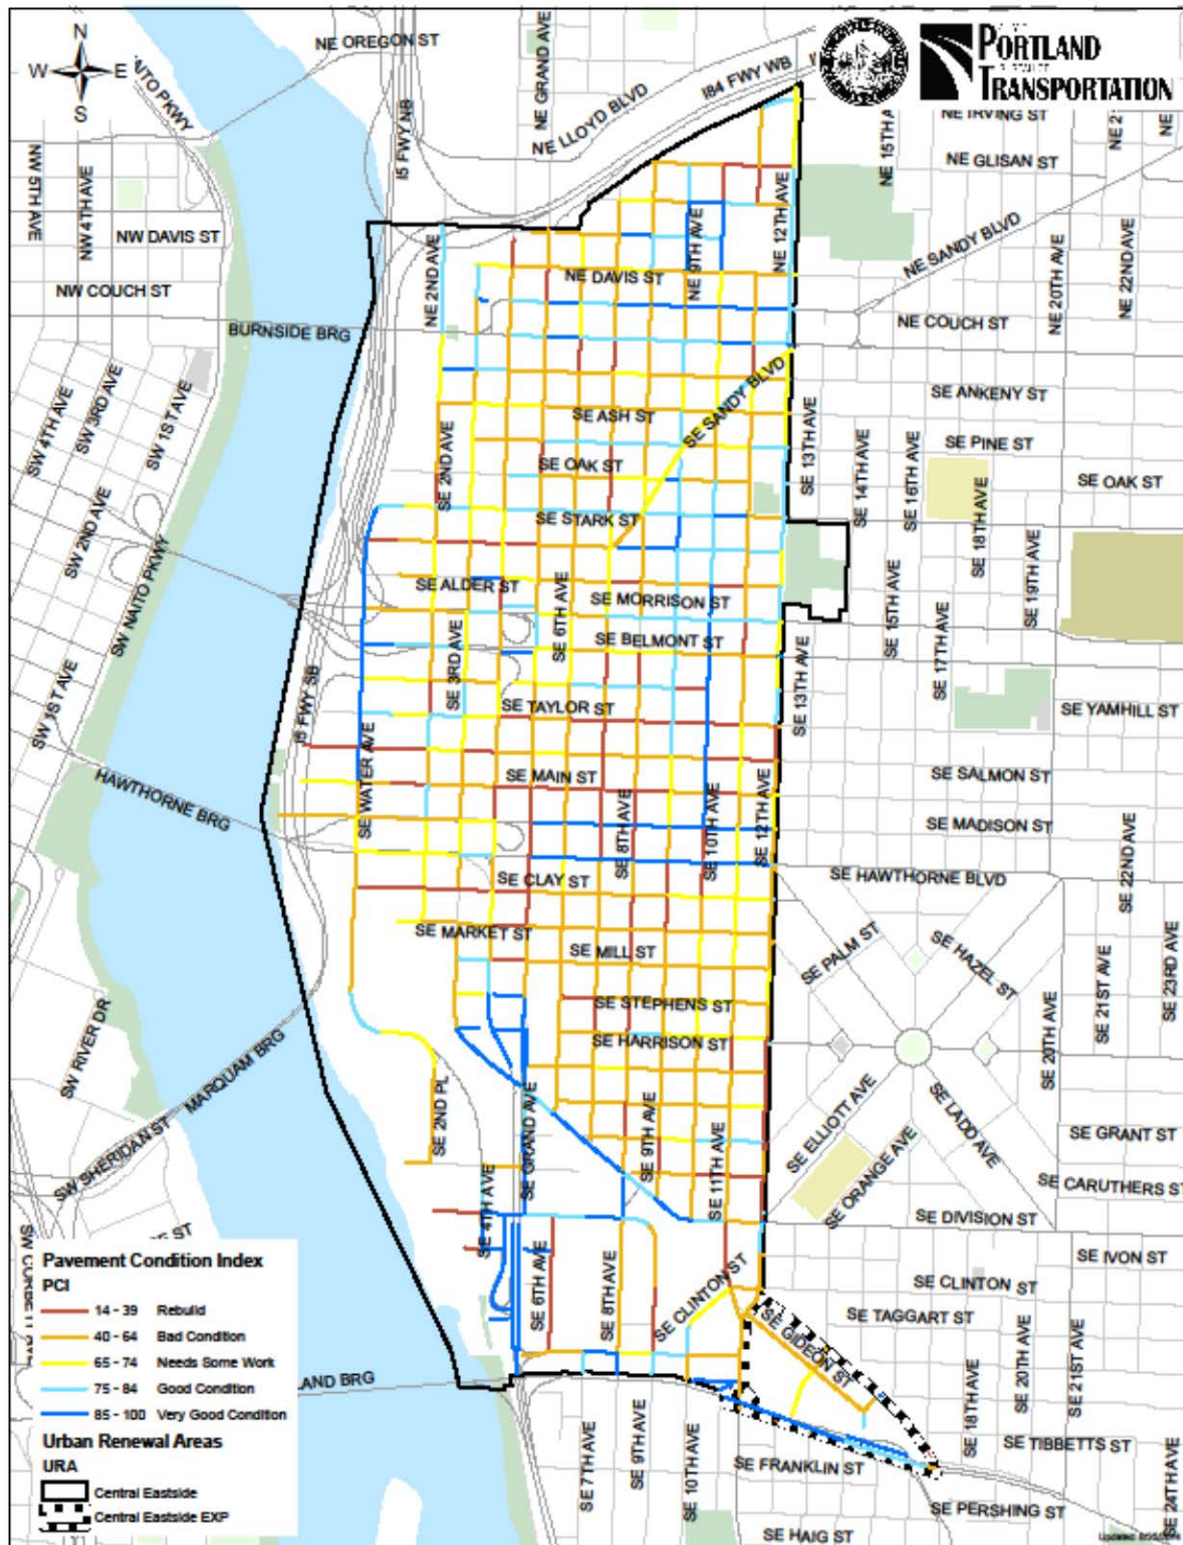 N
W E
S
PORTLAND
TRANSPORTATION
NE OREGON ST
NE GRAND AVE
NE LLOYD BLVD
I84 FWY WB
I5 FWY NB
NAITO PKWY
NE IRVING ST
NE 15TH A
NE 2
NE
NE GLISAN ST
NW 5TH AVE
NW 4TH AVE
NW DAVIS ST
NW COUCH ST
NE 2ND AVE
NE DAVIS ST
NE 9TH AVE
NE 12TH AVE
NE SANDY BLVD
NE 20TH AVE
NE 22ND AVE
NE COUCH ST
BURNSIDE BRG
SW 4TH AVE
SW 3RD AVE
SW 1ST AVE
SW 2ND AVE
SW NAITO PKWY
SW 1ST AVE
SE ANKENY ST
SE ASH ST
SE SANDY BLVD
SE PINE ST
SE 2ND AVE
SE OAK ST
SE 13TH AVE
SE 14TH AVE
SE 16TH AVE
SE 18TH AVE
SE OAK ST
SE STARK ST
SE ALDER ST
SE 6TH AVE
SE MORRISON ST
SE 15TH AVE
SE 17TH AVE
SE 19TH AVE
SE BELMONT ST
SE 3RD AVE
I5 FWY SB
SE TAYLOR ST
SE 13TH AVE
SE YAMHILL ST
SE WATER AVE
SE MAIN ST
SE SALMON ST
HAWTHORNE BRG
SE 8TH AVE
SE 10TH AVE
SE 12TH AVE
SE MADISON ST
SE 22ND AVE
SE CLAY ST
SE HAWTHORNE BLVD
SE MARKET ST
SE MILL ST
SE PALM ST
SE HAZEL ST
SE 21ST AVE
SE 23RD AVE
SE STEPHENS ST
SE HARRISON ST
SE 20TH AVE
SW RIVER DR
MARQUAM BRG
SW SHERIDAN ST
SE 2ND PL
SE GRAND AVE
SE 4TH AVE
SE 9TH AVE
SE 11TH AVE
SE ELLIOTT AVE
SE LADD AVE
SE ORANGE AVE
SE GRANT ST
SE CARUTHERS ST
SE DIVISION ST
SE IVON ST
SE 6TH AVE
SE 8TH AVE
SE CLINTON ST
SE CLINTON ST
SE TAGGART ST
SE GIDEON ST
SE 20TH AVE
SE 21ST AVE
SE 18TH AVE
LAND BRG
SE 7TH AVE
SE 9TH AVE
SE 10TH AVE
SE FRANKLIN ST
SE TIBBETTS ST
SE PERSHING ST
SE 24TH AVE
SE HAIG ST
Pavement Condition Index
PCI
14 - 39 Rebuild
40 - 64 Bad Condition
65 - 74 Needs Some Work
75 - 84 Good Condition
85 - 100 Very Good Condition
Urban Renewal Areas
URA
Central Eastside
Central Eastside EXP